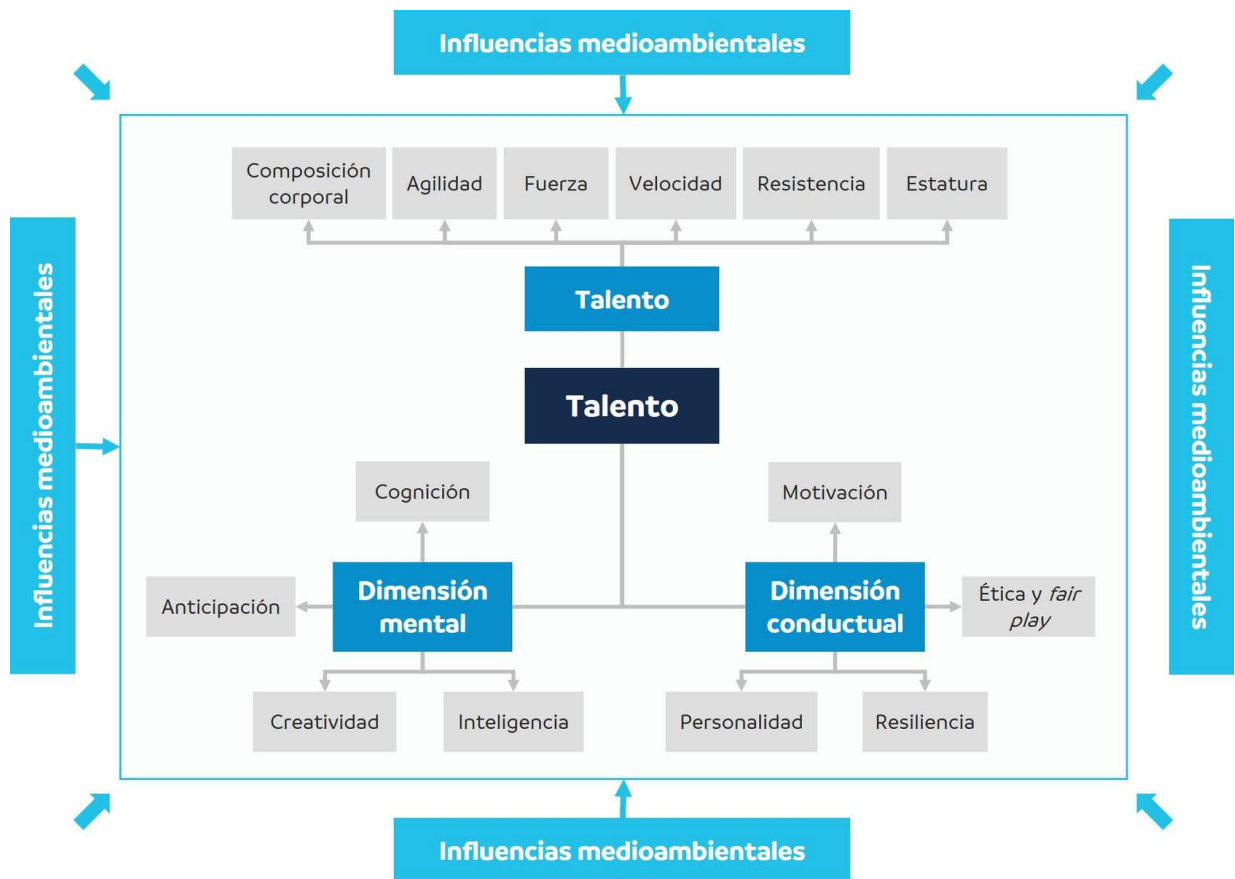 Influencias medioambientales
Composición
corporal
Agilidad
Fuerza
Velocidad
Resistencia
Estatura
Talento
Talento
Influencias medioambientales
Influencias medioambientales
Cognición
Motivación
Anticipación
Dimensión
mental
Dimensión
conductual
Ética y fair
play
Creatividad
Inteligencia
Personalidad
Resiliencia
Influencias medioambientales